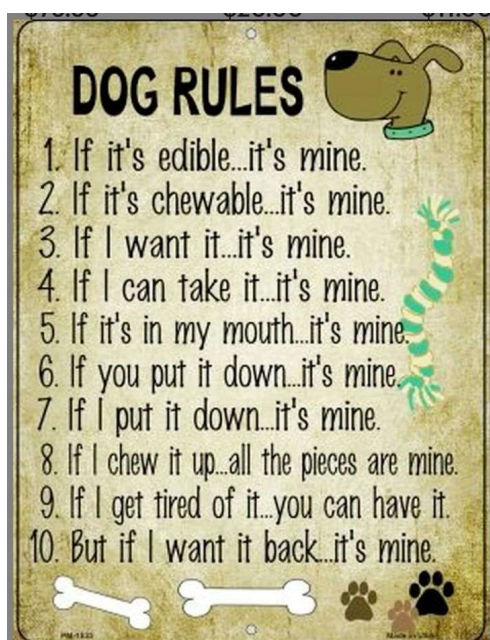 DOG RULES
1. If it's edible...it's mine.
2. If it's chewable...it's mine.
3. If I want it...it's mine.
4. If I can take it...it's mine.
5. If it's in my mouth...it's mine.
6. If you put it down...it's mine.
7. If I put it down...it's mine.
8. If I chew it up...all the pieces are mine.
9. If I get tired of it...you can have it.
10. But if I want it back...it's mine.